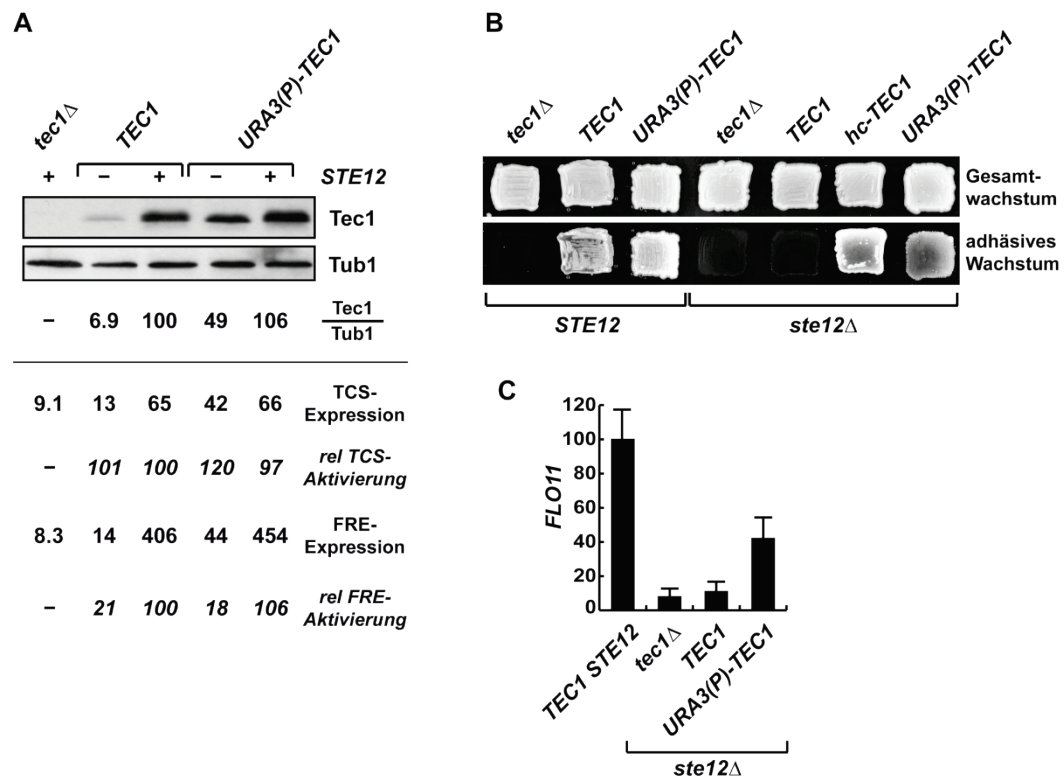 A
tec1Δ TEC1 URA3(P)-TEC1
+ – + – + STE12
Tec1
Tub1
– 6.9 100 49 106 Tec1
Tub1
9.1 13 65 42 66 TCS-
Expression
– 101 100 120 97 rel TCS-
Aktivierung
8.3 14 406 44 454 FRE-
Expression
– 21 100 18 106 rel FRE-
Aktivierung
B
tec1Δ TEC1 URA3(P)-TEC1 tec1Δ TEC1 hc-TEC1 URA3(P)-TEC1
Gesamt-
wachstum
adhäsives
Wachstum
STE12 ste12Δ
C
FLO11
120
100
80
60
40
20
0
TEC1 STE12 tec1Δ TEC1 URA3(P)-TEC1
ste12Δ